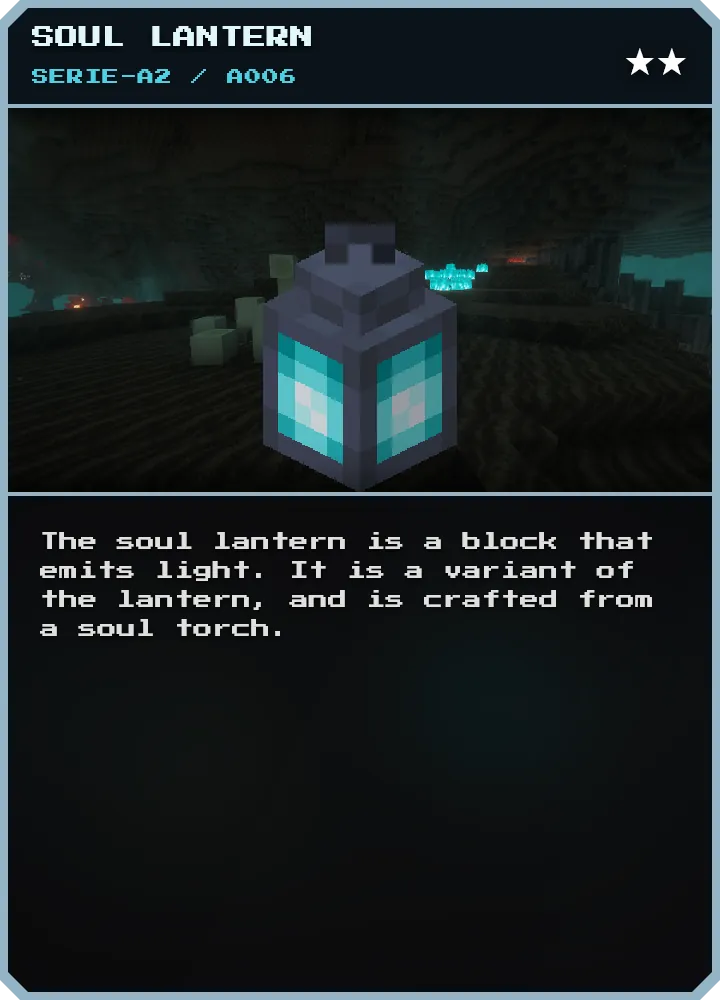 SOUL LANTERN
SERIE-A2 / A006
★★
The soul lantern is a block that
emits light. It is a variant of
the lantern, and is crafted from
a soul torch.